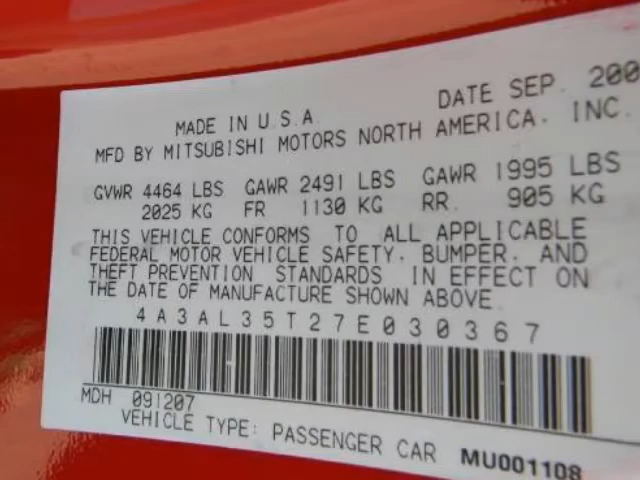 MADE IN U.S.A. DATE SEP. 200
MFD BY MITSUBISHI MOTORS NORTH AMERICA. INC.
GVWR 4464 LBS GAWR 2491 LBS GAWR 1995 LBS
2025 KG FR 1130 KG RR. 905 KG
THIS VEHICLE CONFORMS TO ALL APPLICABLE
FEDERAL MOTOR VEHICLE SAFETY. BUMPER. AND
THEFT PREVENTION STANDARDS IN EFFECT ON
THE DATE OF MANUFACTURE SHOWN ABOVE.
4A3AL35T27E030367
MDH 091207
VEHICLE TYPE: PASSENGER CAR MU001108